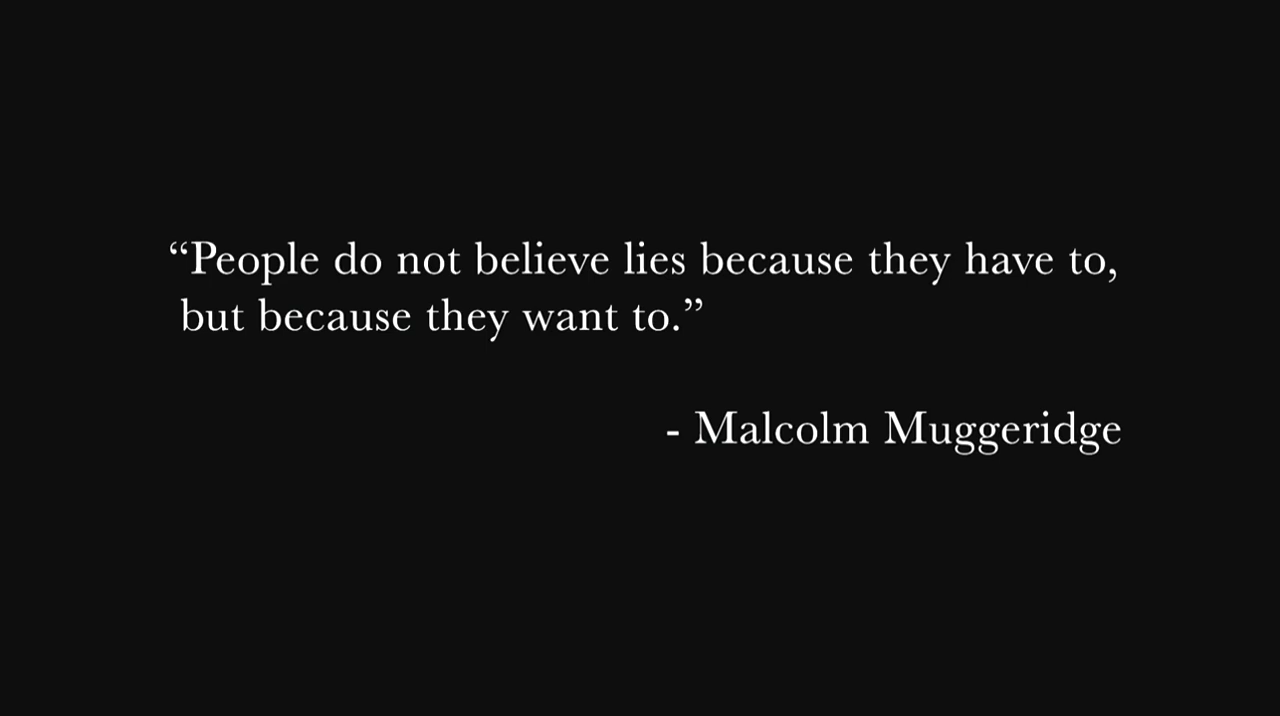 “People do not believe lies because they have to,
but because they want to.”
- Malcolm Muggeridge